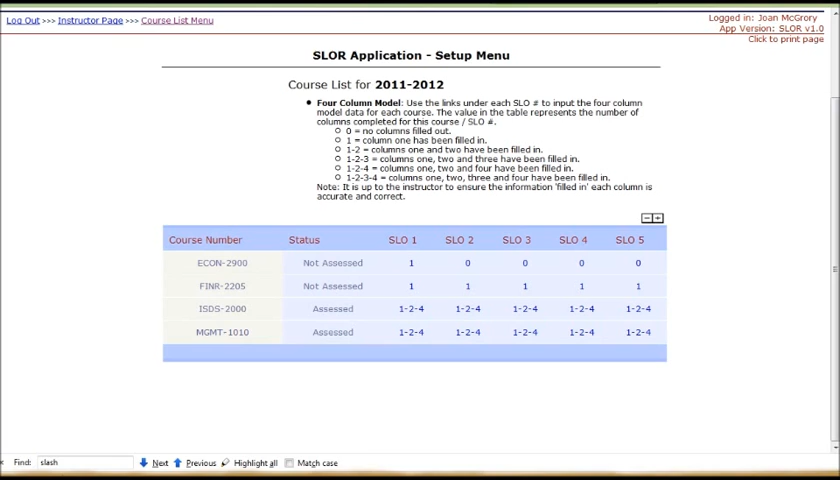 Log Out >>> Instructor Page >>> Course List Menu
Logged in: Joan McGrory
App Version: SLOR v1.0
Click to print page
SLOR Application - Setup Menu
Course List for 2011-2012
Four Column Model: Use the links under each SLO # to input the four column
model data for each course. The value in the table represents the number of
columns completed for this course / SLO #.
0 = no columns filled out.
1 = column one has been filled in.
1-2 = columns one and two have been filled in.
1-2-3 = columns one, two and three have been filled in.
1-2-4 = columns one, two and four have been filled in.
1-2-3-4 = columns one, two, three and four have been filled in.
Note: It is up to the instructor to ensure the information 'filled in' each column is
accurate and correct.
Course Number Status SLO 1 SLO 2 SLO 3 SLO 4 SLO 5
ECON-2900 Not Assessed 1 0 0 0 0
FINR-2205 Not Assessed 1 1 1 1 1
ISDS-2000 Assessed 1-2-4 1-2-4 1-2-4 1-2-4 1-2-4
MGMT-1010 Assessed 1-2-4 1-2-4 1-2-4 1-2-4 1-2-4
Find: slash Next Previous Highlight all Match case